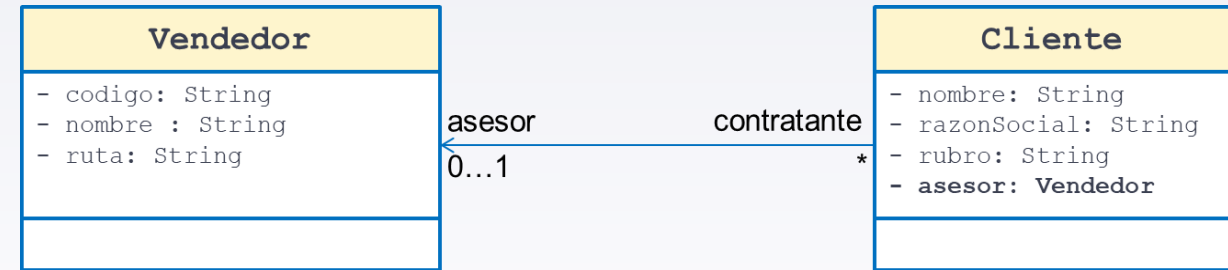 Vendedor
- codigo: String
- nombre : String
- ruta: String
asesor
0...1
contratante
*
Cliente
- nombre: String
- razonSocial: String
- rubro: String
- asesor: Vendedor